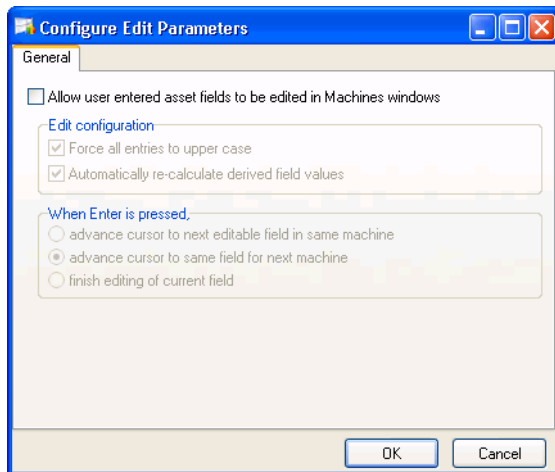 Configure Edit Parameters
General
Allow user entered asset fields to be edited in Machines windows
Edit configuration
Force all entries to upper case
Automatically re-calculate derived field values
When Enter is pressed,
advance cursor to next editable field in same machine
advance cursor to same field for next machine
finish editing of current field
OK Cancel